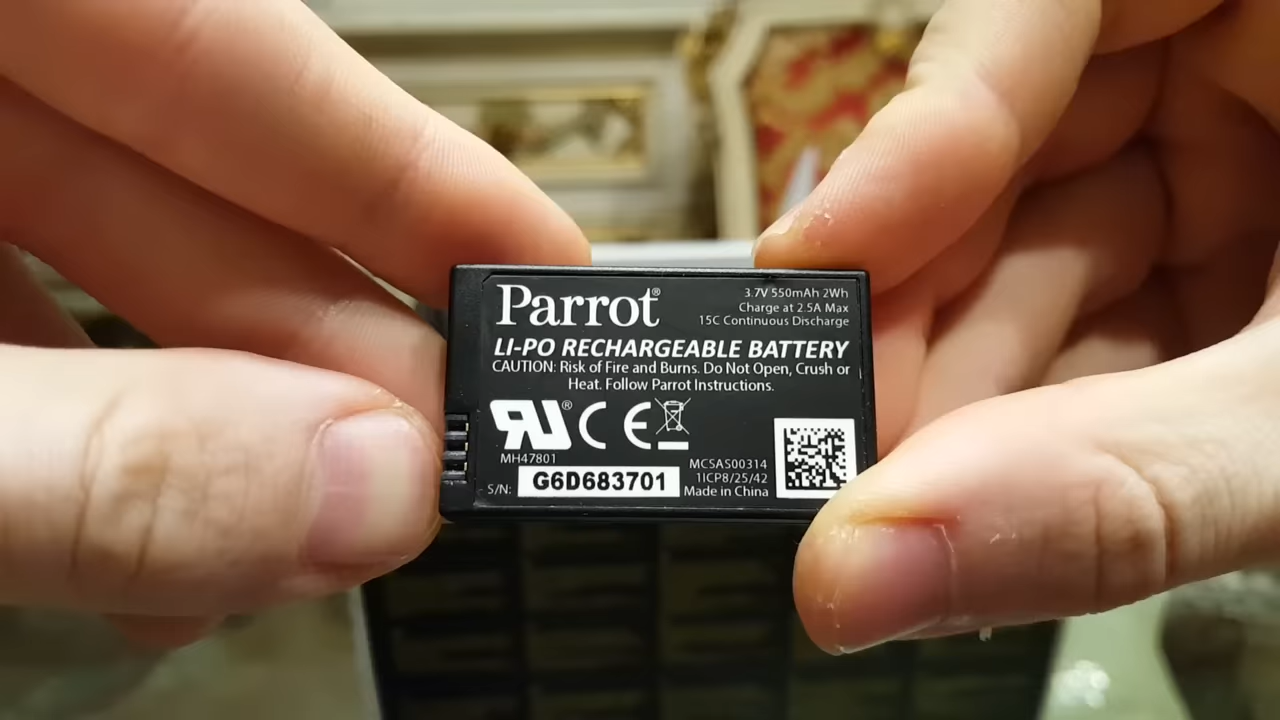 Parrot®
3.7V 550mAh 2Wh
Charge at 2.5A Max
15C Continuous Discharge
LI-PO RECHARGEABLE BATTERY
CAUTION: Risk of Fire and Burns. Do Not Open, Crush or
Heat. Follow Parrot Instructions.
RU® CE
MH47801
S/N: G6D683701
MCSAS00314
1ICP8/25/42
Made in China